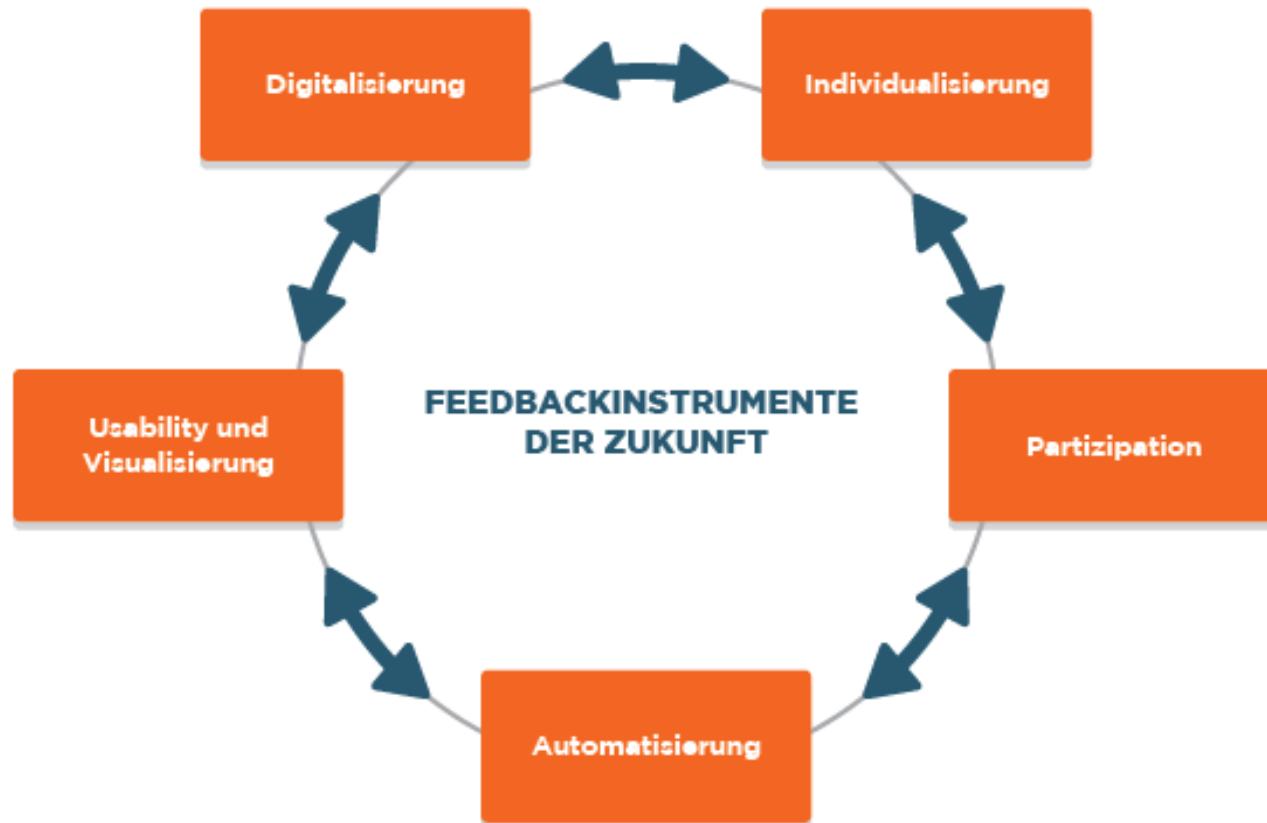 Digitalisierung
Individualisierung
FEEDBACKINSTRUMENTE
DER ZUKUNFT
Usability und
Visualisierung
Partizipation
Automatisierung